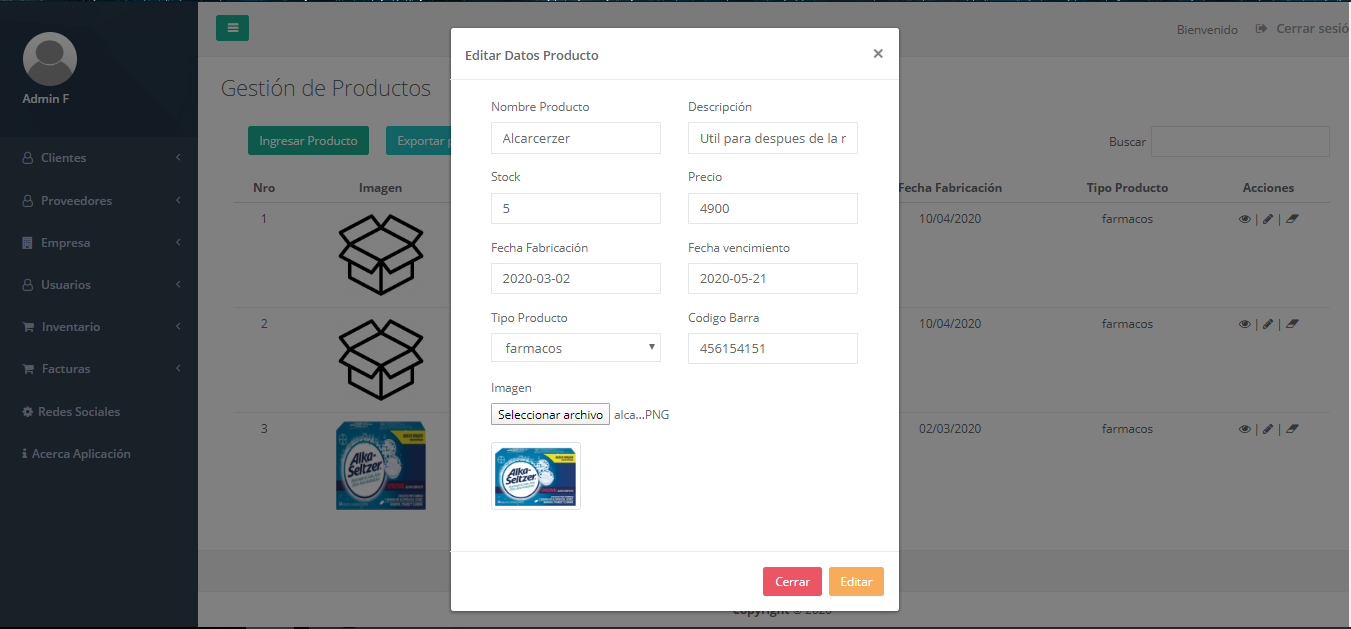 Bienvenido
Cerrar sesió
Admin F
Clientes
Proveedores
Empresa
Usuarios
Inventario
Facturas
Redes Sociales
Acerca Aplicación
Gestión de Productos
Ingresar Producto
Exportar
Buscar
Nro
Imagen
Fecha Fabricación
Tipo Producto
Acciones
1
10/04/2020
farmacos
2
10/04/2020
farmacos
3
Alka-
Seltzer
02/03/2020
farmacos
Editar Datos Producto
×
Nombre Producto
Descripción
Alcarcerzer
Util para despues de la r
Stock
Precio
5
4900
Fecha Fabricación
Fecha vencimiento
2020-03-02
2020-05-21
Tipo Producto
Codigo Barra
farmacos
456154151
Imagen
Seleccionar archivo
alca...PNG
Alka-
Seltzer
Cerrar
Editar
Copyright © 2020